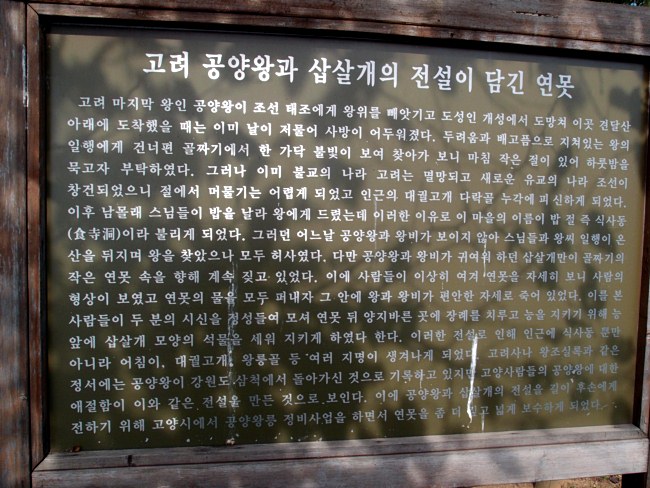 고려 공양왕과 삽살개의 전설이 담긴 연못
고려 마지막 왕인 공양왕이 조선 태조에게 왕위를 빼앗기고 도성인 개성에서 도망쳐 이곳 견달산
아래에 도착했을 때는 이미 날이 저물어 사방이 어두워졌다. 두려움과 배고픔으로 지쳐있는 왕의
일행에게 건너편 골짜기에서 한 가닥 불빛이 보여 찾아가 보니 마침 작은 절이 있어 하룻밤을
묵고자 부탁하였다. 그러나 이미 불교의 나라 고려는 멸망되고 새로운 유교의 나라 조선이
창건되었으니 절에서 머물기는 어렵게 되었고 인근의 대궐고개 다락골 누각에 피신하게 되었다.
이후 남몰래 스님들이 밥을 날라 왕에게 드렸는데 이러한 이유로 이 마을의 이름이 밥 절 즉 식사동
(食寺洞)이라 불리게 되었다. 그러던 어느날 공양왕과 왕비가 보이지 않아 스님들과 왕씨 일행이 온
산을 뒤지며 왕을 찾았으나 모두 허사였다. 다만 공양왕과 왕비가 귀여워 하던 삽살개만이 골짜기의
작은 연못 속을 향해 계속 짖고 있었다. 이에 사람들이 이상히 여겨 연못을 자세히 보니 사람의
형상이 보였고 연못의 물을 모두 퍼내자 그 안에 왕과 왕비가 편안한 자세로 죽어 있었다. 이를 본
사람들이 두 분의 시신을 정성들여 모셔 연못 뒤 양지바른 곳에 장례를 치루고 능을 지키기 위해 능
앞에 삽살개 모양의 석물을 세워 지키게 하였다 한다. 이러한 전설로 인해 인근에 식사동 뿐만
아니라 어침이, 대궐고개, 왕릉골 등 여러 지명이 생겨나게 되었다. 고려사나 왕조실록과 같은
정서에는 공양왕이 강원도 삼척에서 돌아가신 것으로 기록하고 있지만 고양사람들의 공양왕에 대한
애절함이 이와 같은 전설을 만든 것으로 보인다. 이에 공양왕과 삽살개의 전설을 길이 후손에게
전하기 위해 고양시에서 공양왕릉 정비사업을 하면서 연못을 좀 더 깊고 넓게 보수하게 되었다.